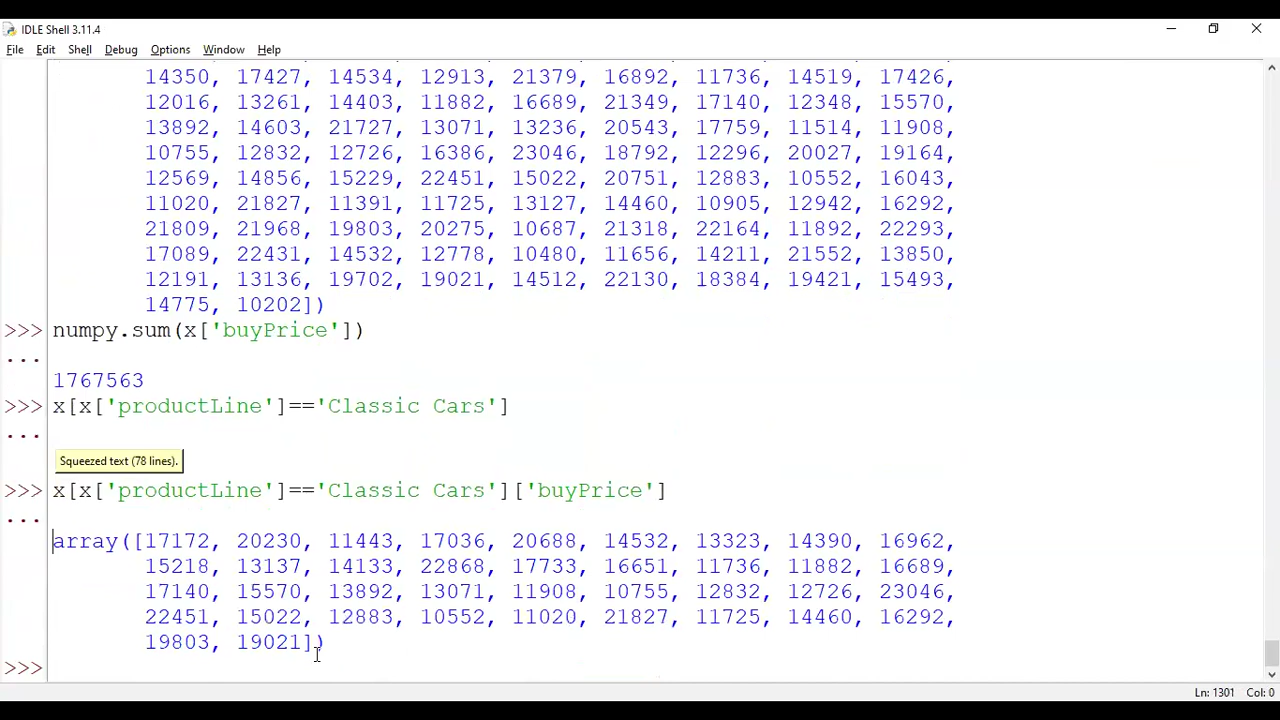 IDLE Shell 3.11.4
File Edit Shell Debug Options Window Help
14350, 17427, 14534, 12913, 21379, 16892, 11736, 14519, 17426,
12016, 13261, 14403, 11882, 16689, 21349, 17140, 12348, 15570,
13892, 14603, 21727, 13071, 13236, 20543, 17759, 11514, 11908,
10755, 12832, 12726, 16386, 23046, 18792, 12296, 20027, 19164,
12569, 14856, 15229, 22451, 15022, 20751, 12883, 10552, 16043,
11020, 21827, 11391, 11725, 13127, 14460, 10905, 12942, 16292,
21809, 21968, 19803, 20275, 10687, 21318, 22164, 11892, 22293,
17089, 22431, 14532, 12778, 10480, 11656, 14211, 21552, 13850,
12191, 13136, 19702, 19021, 14512, 22130, 18384, 19421, 15493,
14775, 10202])
>>> numpy.sum(x['buyPrice'])
...
1767563
>>> x[x['productLine']=='Classic Cars']
...
Squeezed text (78 lines).
>>> x[x['productLine']=='Classic Cars']['buyPrice']
...
array([17172, 20230, 11443, 17036, 20688, 14532, 13323, 14390, 16962,
15218, 13137, 14133, 22868, 17733, 16651, 11736, 11882, 16689,
17140, 15570, 13892, 13071, 11908, 10755, 12832, 12726, 23046,
22451, 15022, 12883, 10552, 11020, 21827, 11725, 14460, 16292,
19803, 19021])
>>>
Ln: 1301 Col: 0